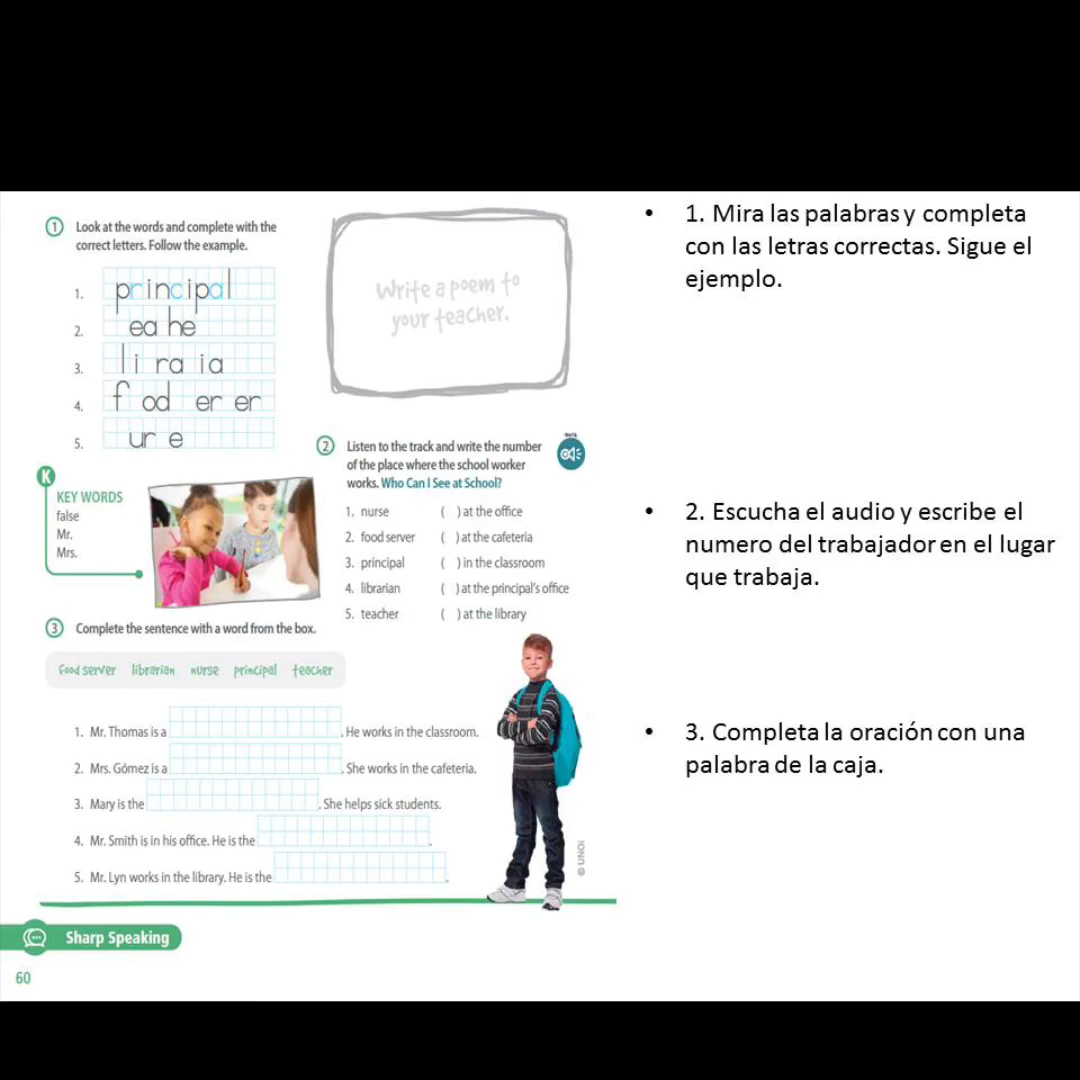 1 Look at the words and complete with the
correct letters. Follow the example.
1. principal
2. ea he
3. li ra ia
4. f od er er
5. ur e
Write a poem to
your teacher.
K
KEY WORDS
false
Mr.
Mrs.
2 Listen to the track and write the number
of the place where the school worker
works. Who Can I See at School?
1. nurse ( ) at the office
2. food server ( ) at the cafeteria
3. principal ( ) in the classroom
4. librarian ( ) at the principal's office
5. teacher ( ) at the library
3 Complete the sentence with a word from the box.
food server librarian nurse principal teacher
1. Mr. Thomas is a . He works in the classroom.
2. Mrs. Gómez is a . She works in the cafeteria.
3. Mary is the . She helps sick students.
4. Mr. Smith is in his office. He is the .
5. Mr. Lyn works in the library. He is the .
© UNOi
Sharp Speaking
60
• 1. Mira las palabras y completa
con las letras correctas. Sigue el
ejemplo.
• 2. Escucha el audio y escribe el
numero del trabajador en el lugar
que trabaja.
• 3. Completa la oración con una
palabra de la caja.